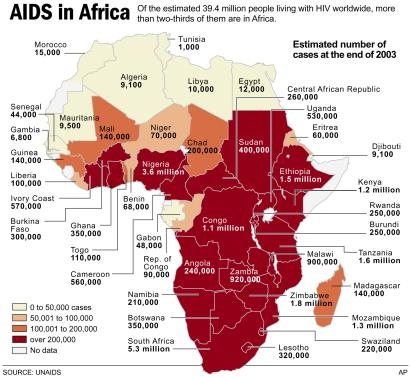 AIDS in Africa
Of the estimated 39.4 million people living with HIV worldwide, more
than two-thirds of them are in Africa.
Estimated number of
cases at the end of 2003
Morocco
15,000
Tunisia
1,000
Algeria
9,100
Libya
10,000
Egypt
12,000
Central African Republic
260,000
Uganda
530,000
Eritrea
60,000
Djibouti
9,100
Senegal
44,000
Gambia
6,800
Guinea
140,000
Liberia
100,000
Ivory Coast
570,000
Burkina
Faso
300,000
Mauritania
9,500
Mali
140,000
Niger
70,000
Chad
200,000
Sudan
400,000
Ethiopia
1.5 million
Nigeria
3.6 million
Kenya
1.2 million
Rwanda
250,000
Burundi
250,000
Benin
68,000
Ghana
350,000
Togo
110,000
Cameroon
560,000
Gabon
48,000
Rep. of
Congo
90,000
Congo
1.1 million
Tanzania
1.6 million
Malawi
900,000
Angola
240,000
Zambia
920,000
Madagascar
140,000
Zimbabwe
1.8 million
Mozambique
1.3 million
Namibia
210,000
Botswana
350,000
South Africa
5.3 million
Swaziland
220,000
Lesotho
320,000
0 to 50,000 cases
50,001 to 100,000
100,001 to 200,000
over 200,000
No data
SOURCE: UNAIDS
AP